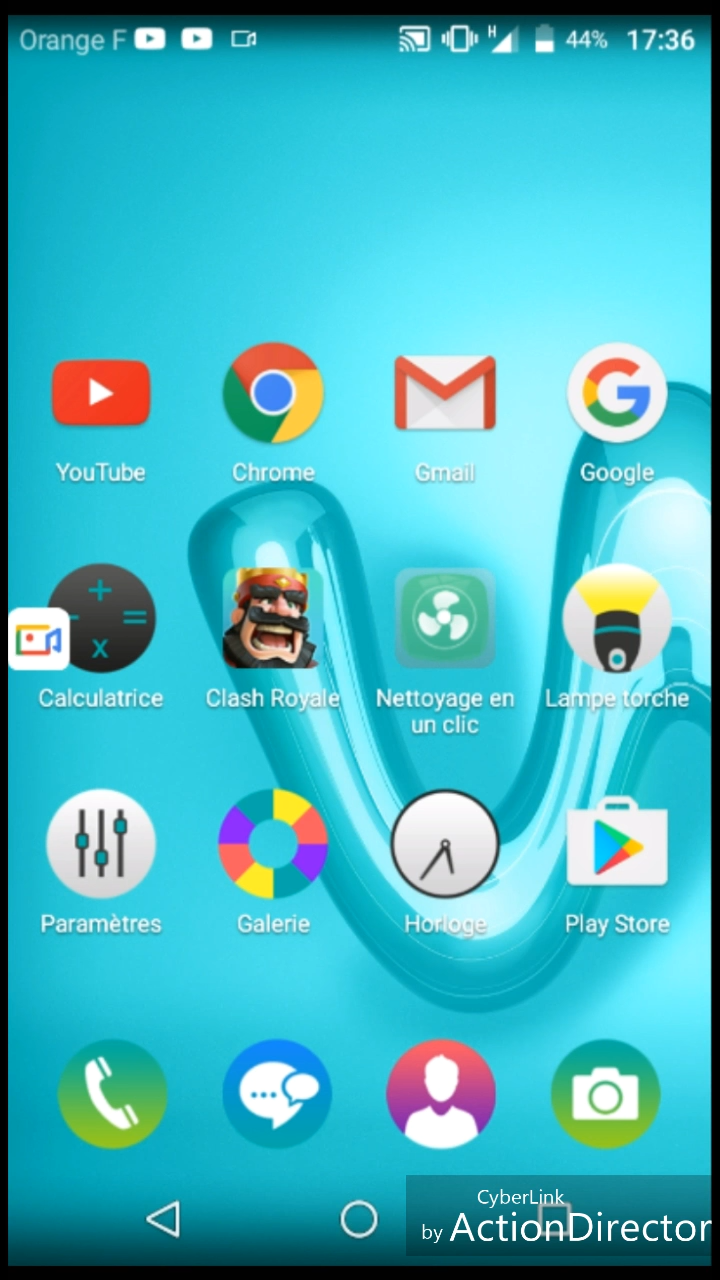 Orange F H 44% 17:36
YouTube Chrome Gmail Google
Calculatrice Clash Royale Nettoyage en Lampe torche
un clic
Paramètres Galerie Horloge Play Store
CyberLink
by ActionDirector